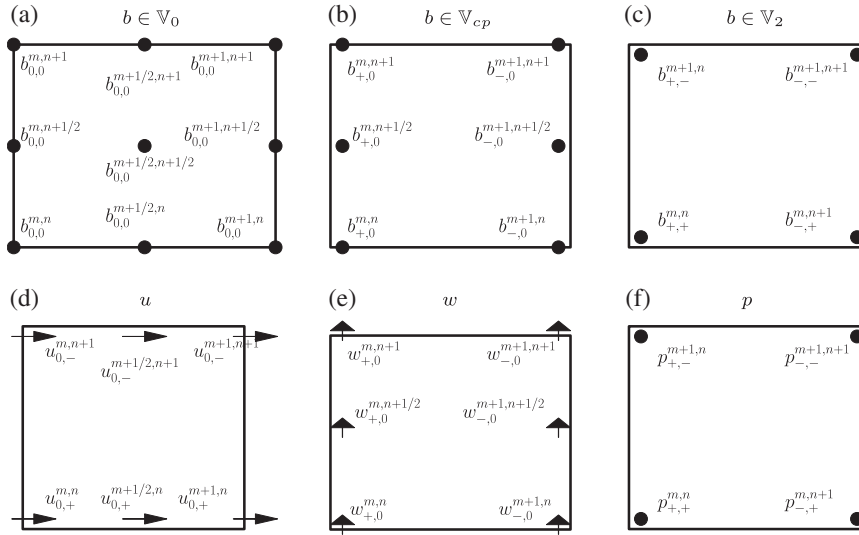 (a) b ∈ 𝕍_0
b_{0,0}^{m,n+1} b_{0,0}^{m+1/2,n+1} b_{0,0}^{m+1,n+1}
b_{0,0}^{m,n+1/2} b_{0,0}^{m+1/2,n+1/2} b_{0,0}^{m+1,n+1/2}
b_{0,0}^{m,n} b_{0,0}^{m+1/2,n} b_{0,0}^{m+1,n}
(b) b ∈ 𝕍_{cp}
b_{+,0}^{m,n+1} b_{-,0}^{m+1,n+1}
b_{+,0}^{m,n+1/2} b_{-,0}^{m+1,n+1/2}
b_{+,0}^{m,n} b_{-,0}^{m+1,n}
(c) b ∈ 𝕍_2
b_{+,-}^{m+1,n} b_{-,-}^{m+1,n+1}
b_{+,+}^{m,n} b_{-,+}^{m,n+1}
(d) u
u_{0,-}^{m,n+1} u_{0,-}^{m+1/2,n+1} u_{0,-}^{m+1,n+1}
u_{0,+}^{m,n} u_{0,+}^{m+1/2,n} u_{0,+}^{m+1,n}
(e) w
w_{+,0}^{m,n+1} w_{-,0}^{m+1,n+1}
w_{+,0}^{m,n+1/2} w_{-,0}^{m+1,n+1/2}
w_{+,0}^{m,n} w_{-,0}^{m+1,n}
(f) p
p_{+,-}^{m+1,n} p_{-,-}^{m+1,n+1}
p_{+,+}^{m,n} p_{-,+}^{m,n+1}